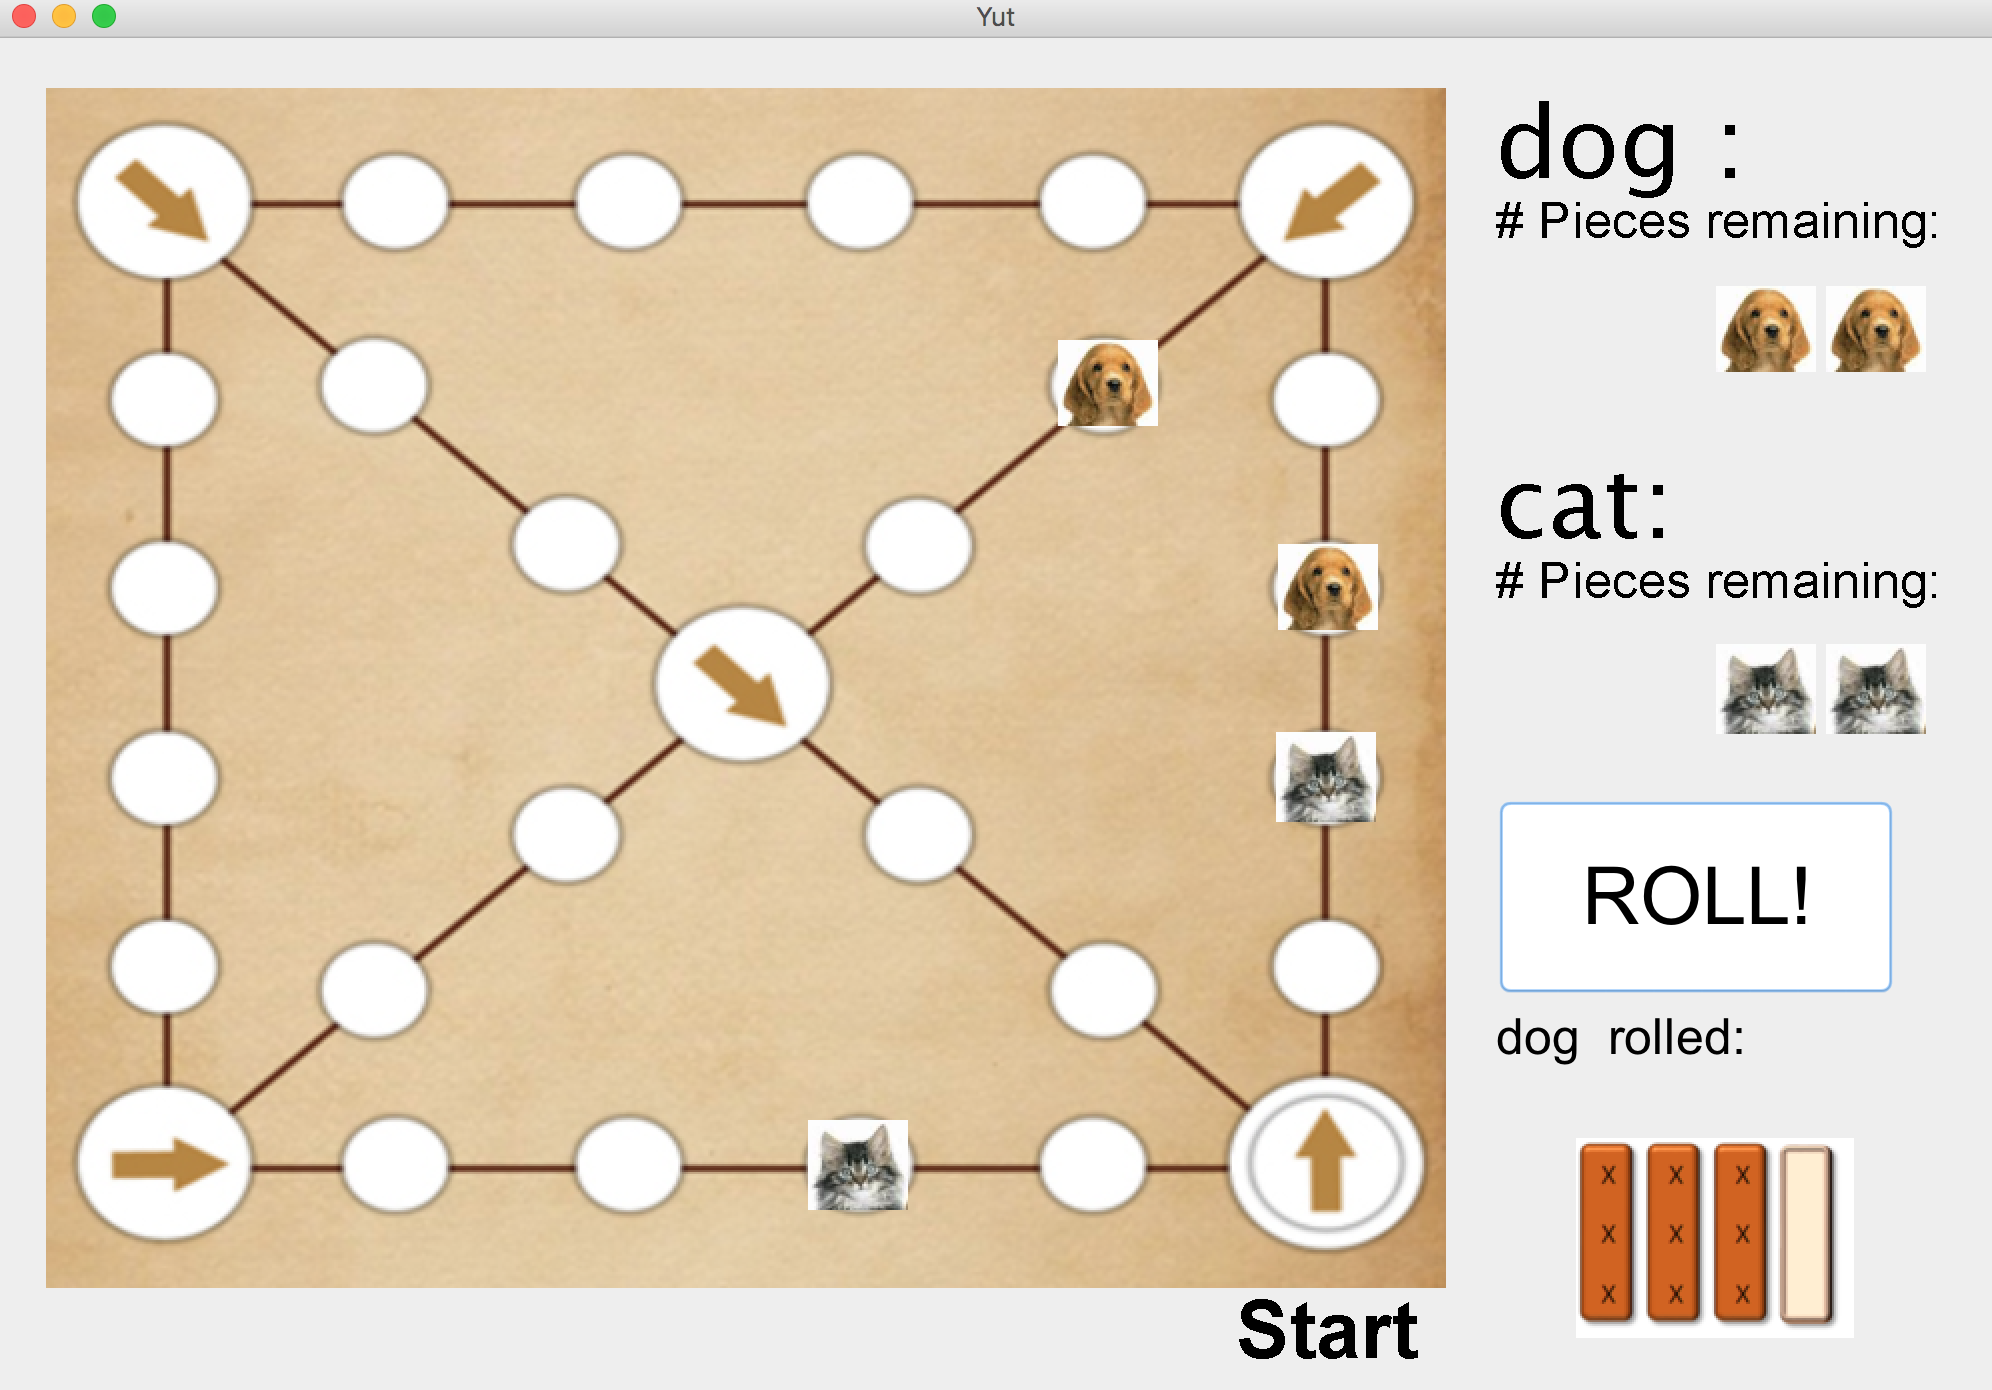 Yut
dog :
# Pieces remaining:
cat:
# Pieces remaining:
ROLL!
dog rolled:
X X X
X X X
X X X
Start